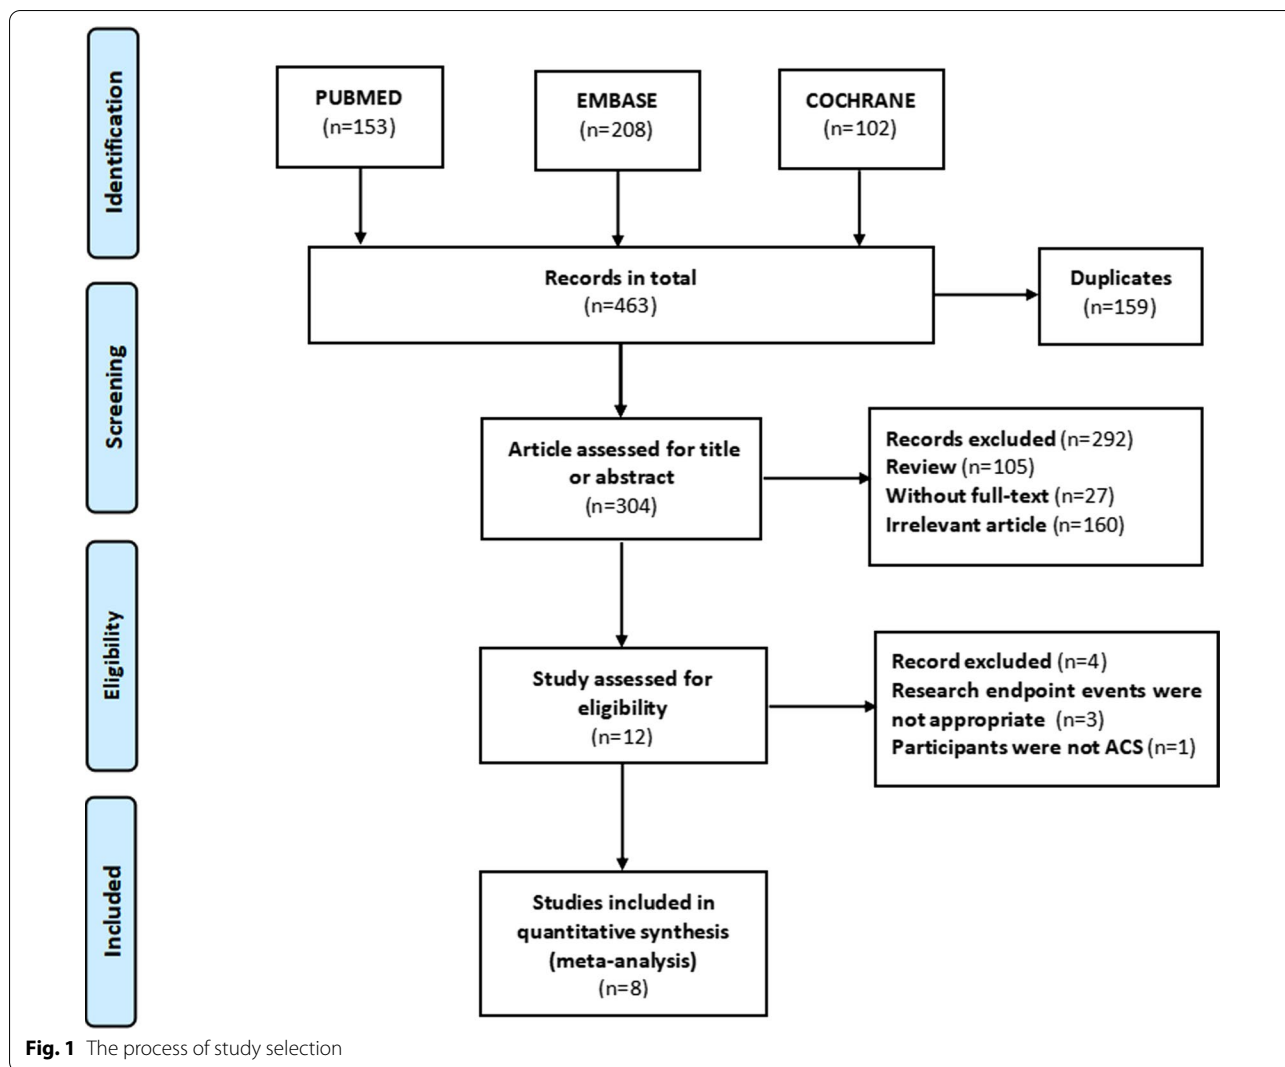 Identification
PUBMED
(n=153)
EMBASE
(n=208)
COCHRANE
(n=102)
Records in total
(n=463)
Duplicates
(n=159)
Screening
Article assessed for title
or abstract
(n=304)
Records excluded (n=292)
Review (n=105)
Without full-text (n=27)
Irrelevant article (n=160)
Eligibility
Study assessed for
eligibility
(n=12)
Record excluded (n=4)
Research endpoint events were
not appropriate (n=3)
Participants were not ACS (n=1)
Included
Studies included in
quantitative synthesis
(meta-analysis)
(n=8)
Fig. 1 The process of study selection